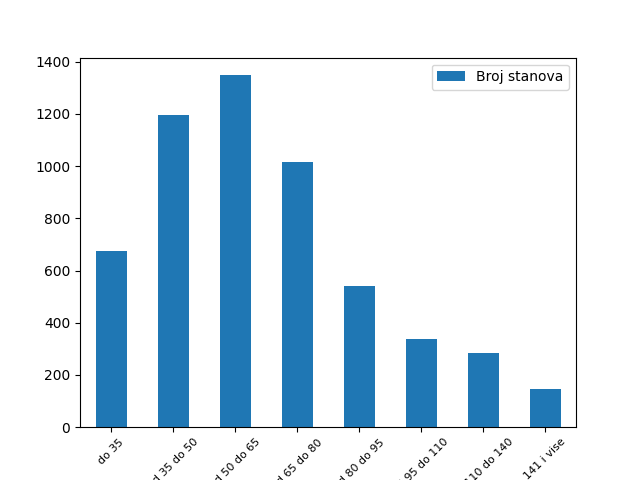 1400
1200
1000
800
600
400
200
0
Broj stanova
do 35
d 35 do 50
d 50 do 65
d 65 do 80
d 80 do 95
95 do 110
110 do 140
141 i vise